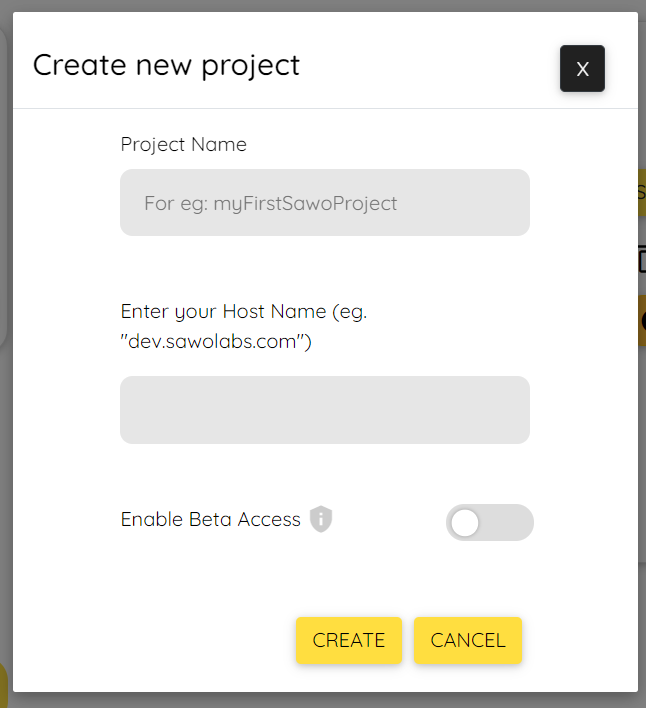 Create new project
X
Project Name
For eg: myFirstSawoProject
Enter your Host Name (eg.
"dev.sawolabs.com")
Enable Beta Access
CREATE
CANCEL